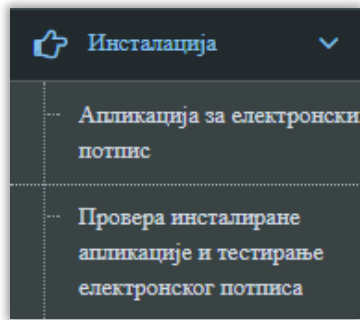 Инсталација
Апликација за електронски
потпис
Провера инсталиране
апликације и тестирање
електронског потписа